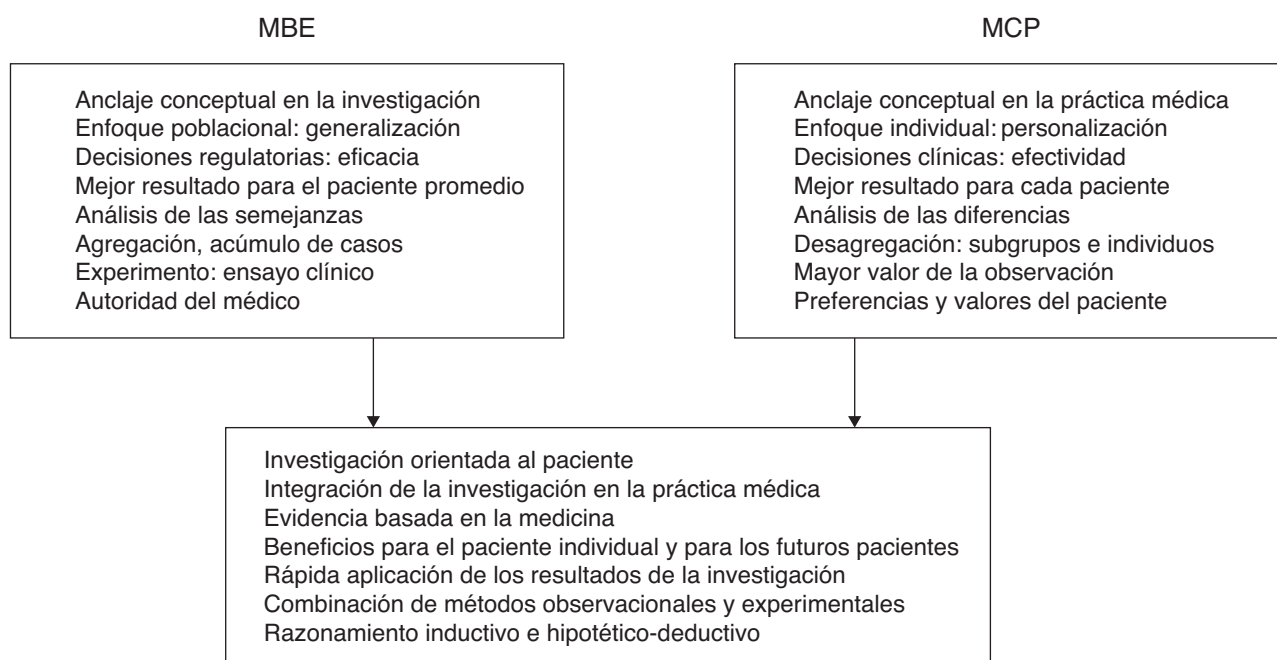 MBE
Anclaje conceptual en la investigación
Enfoque poblacional: generalización
Decisiones regulatorias: eficacia
Mejor resultado para el paciente promedio
Análisis de las semejanzas
Agregación, acúmulo de casos
Experimento: ensayo clínico
Autoridad del médico
MCP
Anclaje conceptual en la práctica médica
Enfoque individual: personalización
Decisiones clínicas: efectividad
Mejor resultado para cada paciente
Análisis de las diferencias
Desagregación: subgrupos e individuos
Mayor valor de la observación
Preferencias y valores del paciente
Investigación orientada al paciente
Integración de la investigación en la práctica médica
Evidencia basada en la medicina
Beneficios para el paciente individual y para los futuros pacientes
Rápida aplicación de los resultados de la investigación
Combinación de métodos observacionales y experimentales
Razonamiento inductivo e hipotético-deductivo